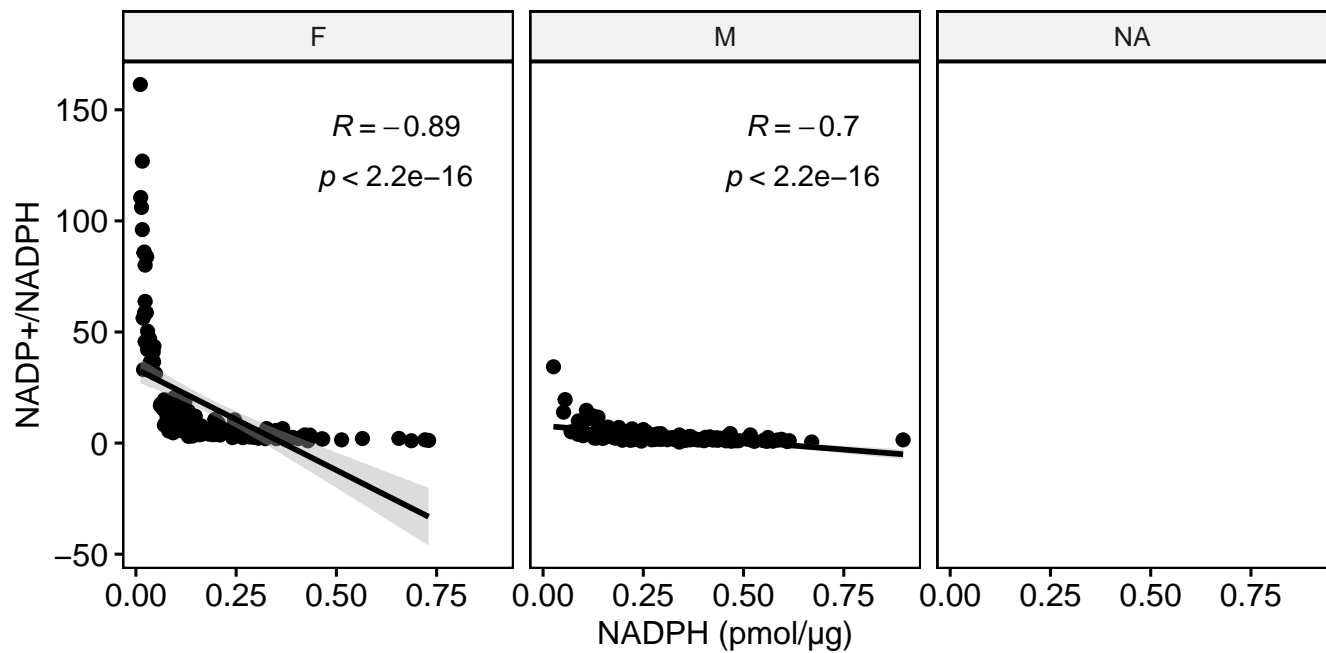 F
M
NA
R = −0.89
p < 2.2e−16
R = −0.7
p < 2.2e−16
NADP+/NADPH
150
100
50
0
−50
0.00 0.25 0.50 0.75
0.00 0.25 0.50 0.75
0.00 0.25 0.50 0.75
NADPH (pmol/µg)